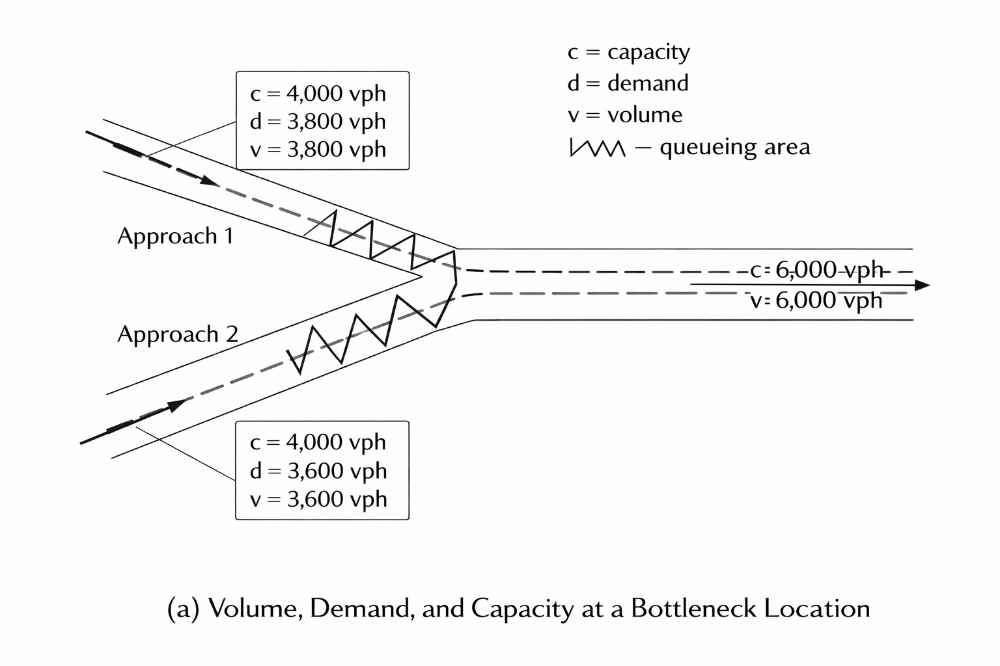 c = capacity
d = demand
v = volume
– queueing area
c = 4,000 vph
d = 3,800 vph
v = 3,800 vph
Approach 1
c: 6,000 vph
v: 6,000 vph
Approach 2
c = 4,000 vph
d = 3,600 vph
v = 3,600 vph
(a) Volume, Demand, and Capacity at a Bottleneck Location